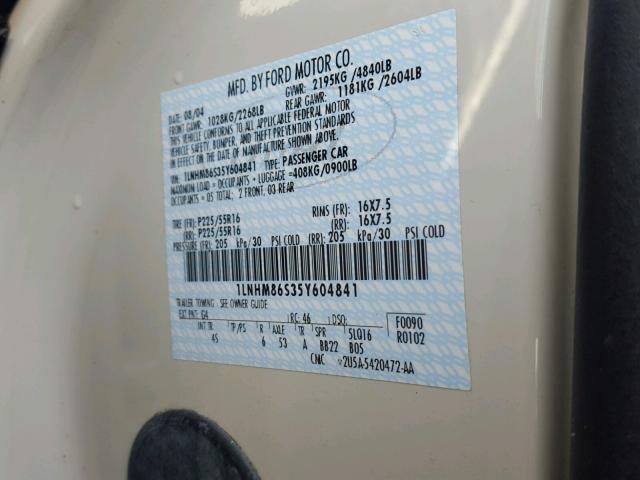 MFD. BY FORD MOTOR CO.
DATE: 08/04 GVWR: 2195KG /4840LB
FRONT GAWR: 1028KG/2268LB REAR GAWR: 1181KG /2604LB
THIS VEHICLE CONFORMS TO ALL APPLICABLE FEDERAL MOTOR
VEHICLE SAFETY, BUMPER, AND THEFT PREVENTION STANDARDS
IN EFFECT ON THE DATE OF MANUFACTURE SHOWN ABOVE.
VEH: 1LNHM86S35Y604841 TYPE: PASSENGER CAR
MAXIMUM LOAD = OCCUPANTS + LUGGAGE =408KG/0900LB
OCCUPANTS = 05 TOTAL: 2 FRONT, 03 REAR
TIRE (FR): P225/55R16 RIMS (FR): 16X7.5
(RR): P225/55R16 (RR): 16X7.5
PRESSURE (FR): 205 kPa/30 PSI COLD (RR): 205 kPa/30 PSI COLD
1LNHM86S35Y604841
TRAILER TOWING - SEE OWNER GUIDE
EXT PNT: G4 RC: 46 DSO: F0090
INT TR TP/PS R AXLE TR SPR 5LQ16 R0102
45 6 53 A BB22 B05
CNC v2U5A-5420472-AA